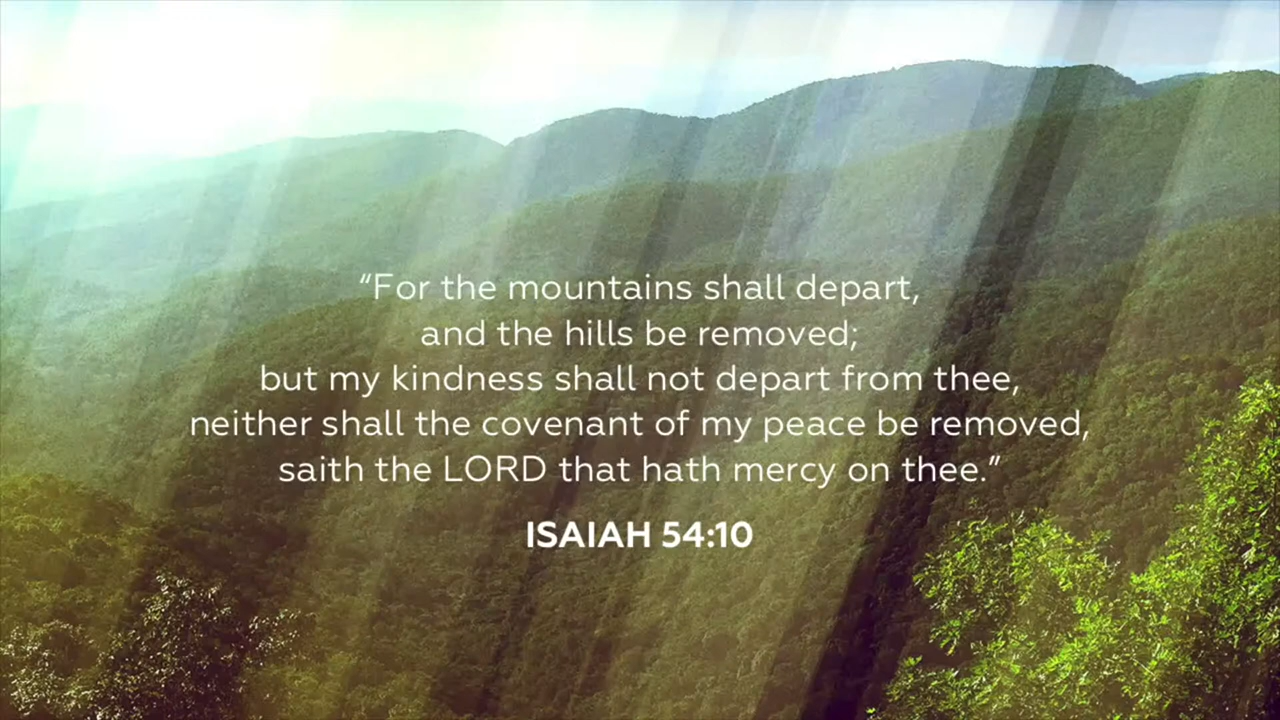 “For the mountains shall depart,
and the hills be removed;
but my kindness shall not depart from thee,
neither shall the covenant of my peace be removed,
saith the LORD that hath mercy on thee.”
ISAIAH 54:10